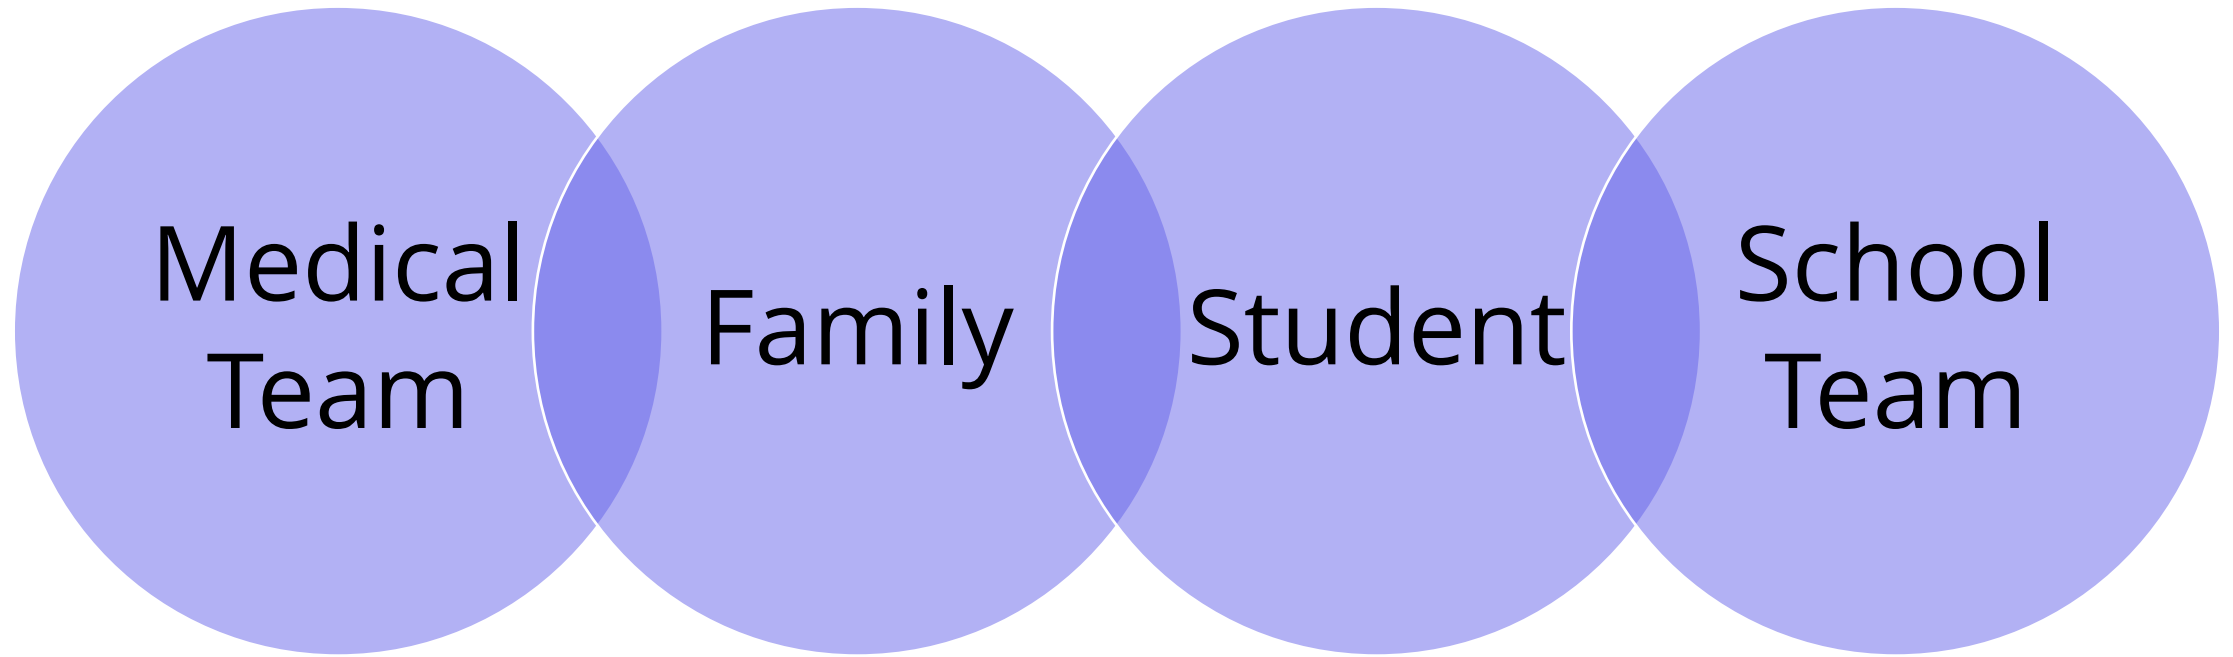 Medical
Team
Family
Student
School
Team